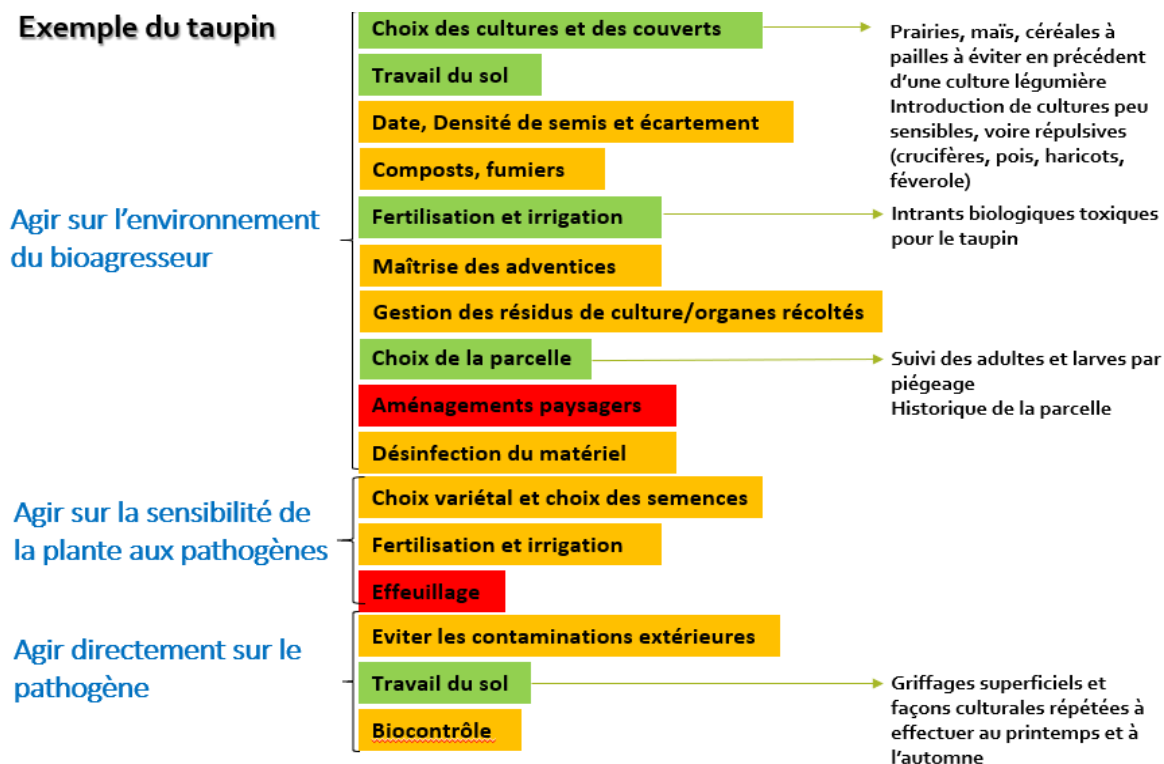 Exemple du taupin
Agir sur l'environnement
du bioagresseur
Choix des cultures et des couverts
Prairies, maïs, céréales à
pailles à éviter en précédent
d'une culture légumière
Introduction de cultures peu
sensibles, voire répulsives
(crucifères, pois, haricots,
féverole)
Travail du sol
Date, Densité de semis et écartement
Composts, fumiers
Fertilisation et irrigation
Intrants biologiques toxiques
pour le taupin
Maîtrise des adventices
Gestion des résidus de culture/organes récoltés
Choix de la parcelle
Suivi des adultes et larves par
piégeage
Historique de la parcelle
Aménagements paysagers
Désinfection du matériel
Agir sur la sensibilité de
la plante aux pathogènes
Choix variétal et choix des semences
Fertilisation et irrigation
Effeuillage
Agir directement sur le
pathogène
Eviter les contaminations extérieures
Travail du sol
Griffages superficiels et
façons culturales répétées à
effectuer au printemps et à
l'automne
Biocontrôle